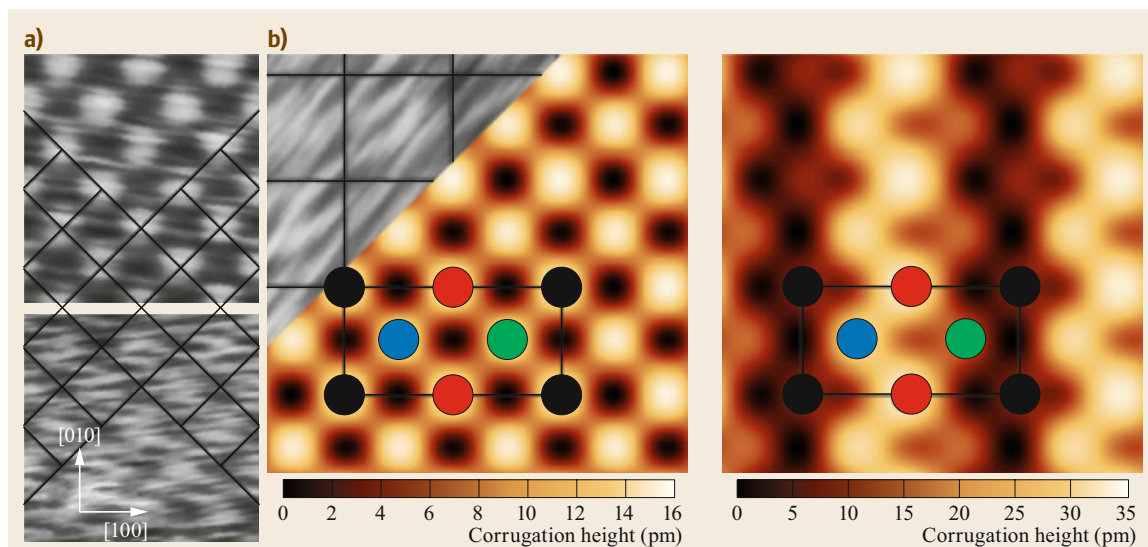 a)
b)
[010]
[100]
0 2 4 6 8 10 12 14 16
Corrugation height (pm)
0 5 10 15 20 25 30 35
Corrugation height (pm)